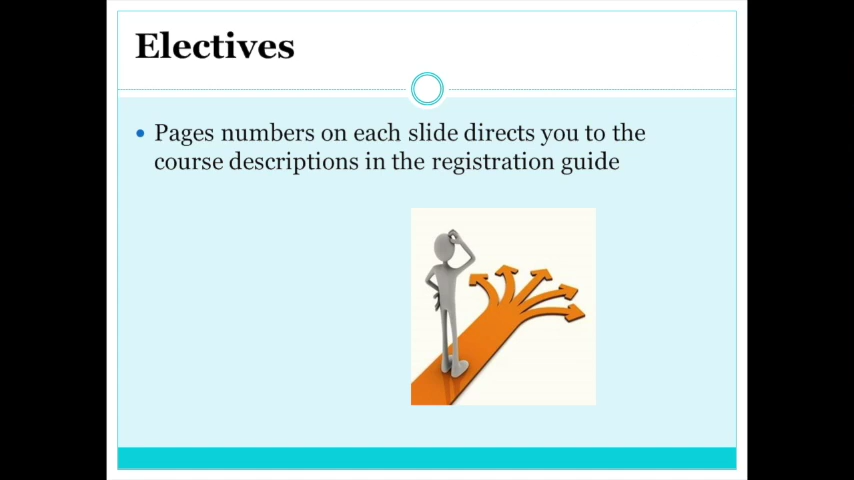 Electives
Pages numbers on each slide directs you to the
course descriptions in the registration guide